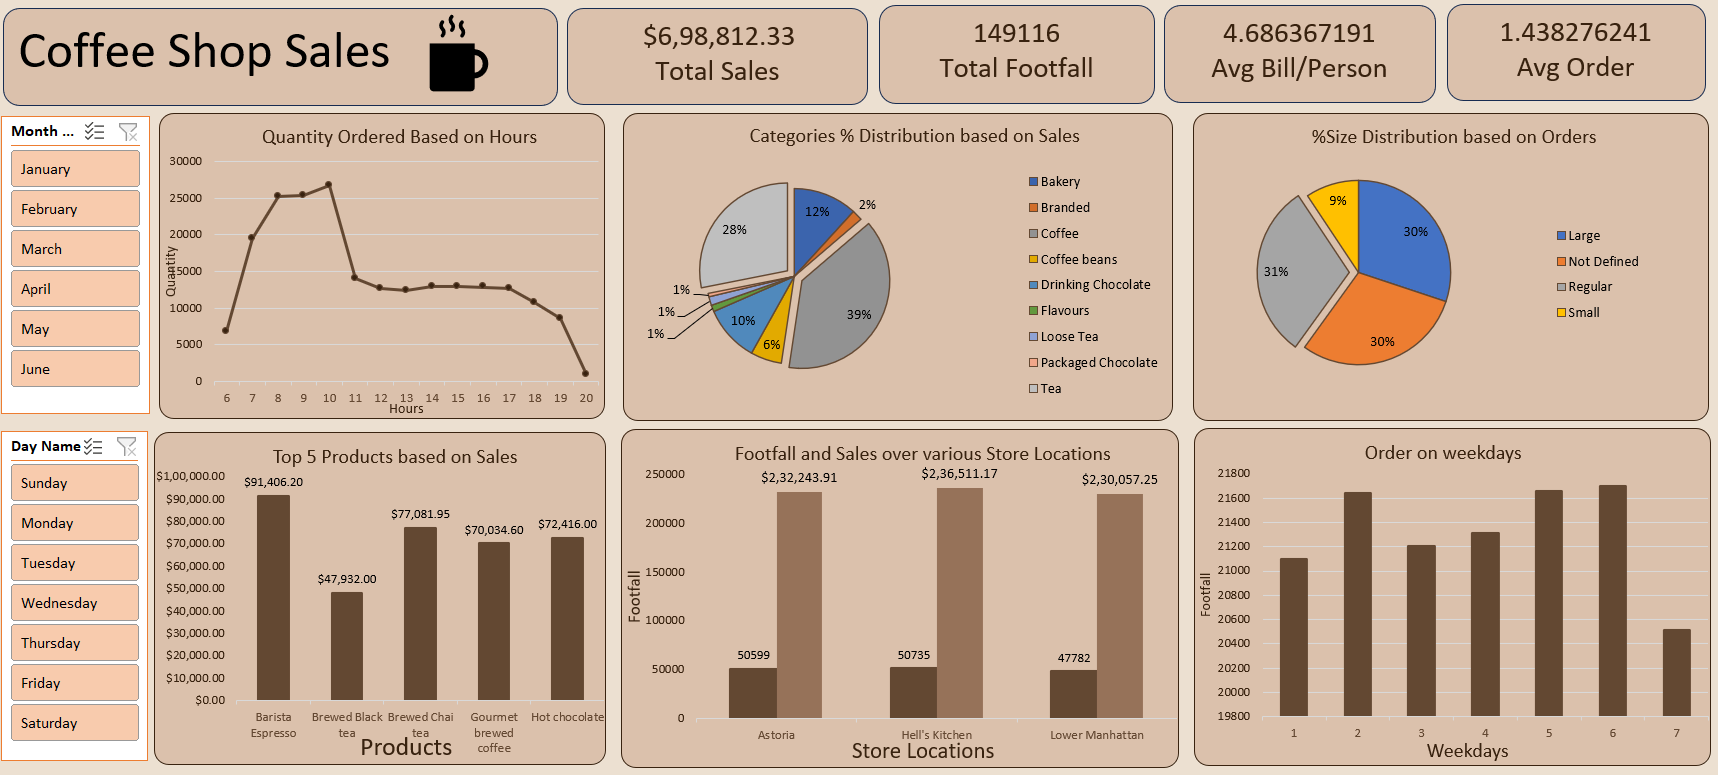 Coffee Shop Sales
$6,98,812.33
Total Sales
149116
Total Footfall
4.686367191
Avg Bill/Person
1.438276241
Avg Order
Month ...
January
February
March
April
May
June
Quantity Ordered Based on Hours
Quantity
30000
25000
20000
15000
10000
5000
0
6 7 8 9 10 11 12 13 14 15 16 17 18 19 20
Hours
Categories % Distribution based on Sales
12%
2%
39%
6%
10%
1%
1%
1%
28%
Bakery
Branded
Coffee
Coffee beans
Drinking Chocolate
Flavours
Loose Tea
Packaged Chocolate
Tea
%Size Distribution based on Orders
30%
30%
31%
9%
Large
Not Defined
Regular
Small
Day Name
Sunday
Monday
Tuesday
Wednesday
Thursday
Friday
Saturday
Top 5 Products based on Sales
$1,00,000.00
$90,000.00
$80,000.00
$70,000.00
$60,000.00
$50,000.00
$40,000.00
$30,000.00
$20,000.00
$10,000.00
$0.00
$91,406.20
$47,932.00
$77,081.95
$70,034.60
$72,416.00
Barista
Espresso
Brewed Black
tea
Brewed Chai
tea
Gourmet
brewed
coffee
Hot chocolate
Products
Footfall and Sales over various Store Locations
Footfall
250000
200000
150000
100000
50000
0
50599
$2,32,243.91
50735
$2,36,511.17
47782
$2,30,057.25
Astoria
Hell's Kitchen
Lower Manhattan
Store Locations
Order on weekdays
Footfall
21800
21600
21400
21200
21000
20800
20600
20400
20200
20000
19800
1 2 3 4 5 6 7
Weekdays